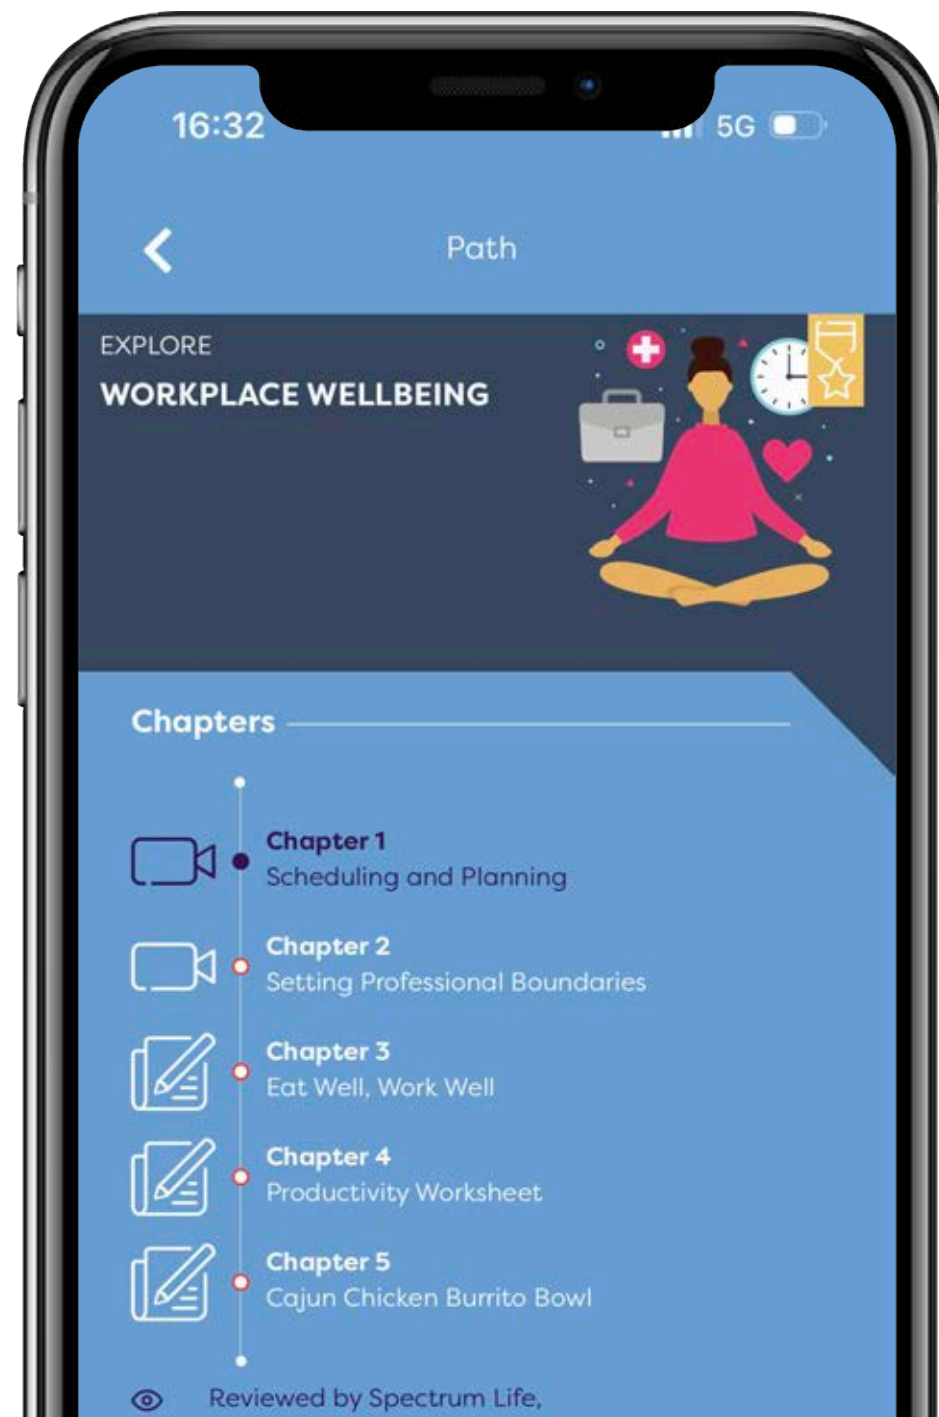 16:32
5G
Path
EXPLORE
WORKPLACE WELLBEING
Chapters
Chapter 1
Scheduling and Planning
Chapter 2
Setting Professional Boundaries
Chapter 3
Eat Well, Work Well
Chapter 4
Productivity Worksheet
Chapter 5
Cajun Chicken Burrito Bowl
Reviewed by Spectrum Life,